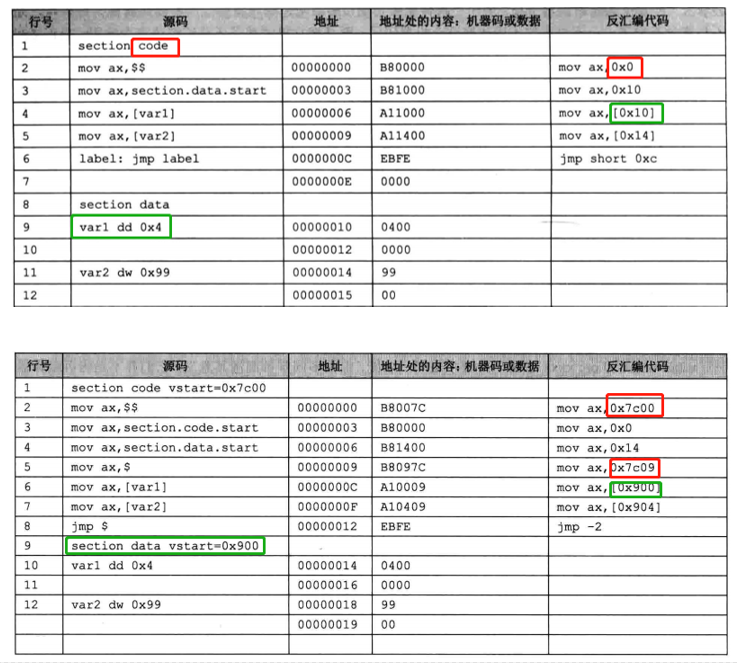 行号 源码 地址 地址处的内容：机器码或数据 反汇编代码
1 section code
2 mov ax,$$ 00000000 B80000 mov ax,0x0
3 mov ax,section.data.start 00000003 B81000 mov ax,0x10
4 mov ax,[var1] 00000006 A11000 mov ax,[0x10]
5 mov ax,[var2] 00000009 A11400 mov ax,[0x14]
6 label: jmp label 0000000C EBFE jmp short 0xc
7 0000000E 0000
8 section data
9 var1 dd 0x4 00000010 0400
10 00000012 0000
11 var2 dw 0x99 00000014 99
12 00000015 00
行号 源码 地址 地址处的内容：机器码或数据 反汇编代码
1 section code vstart=0x7c00
2 mov ax,$$ 00000000 B8007C mov ax,0x7c00
3 mov ax,section.code.start 00000003 B80000 mov ax,0x0
4 mov ax,section.data.start 00000006 B81400 mov ax,0x14
5 mov ax,$ 00000009 B8097C mov ax,0x7c09
6 mov ax,[var1] 0000000C A10009 mov ax,[0x900]
7 mov ax,[var2] 0000000F A10409 mov ax,[0x904]
8 jmp $ 00000012 EBFE jmp -2
9 section data vstart=0x900
10 var1 dd 0x4 00000014 0400
11 00000016 0000
12 var2 dw 0x99 00000018 99
00000019 00